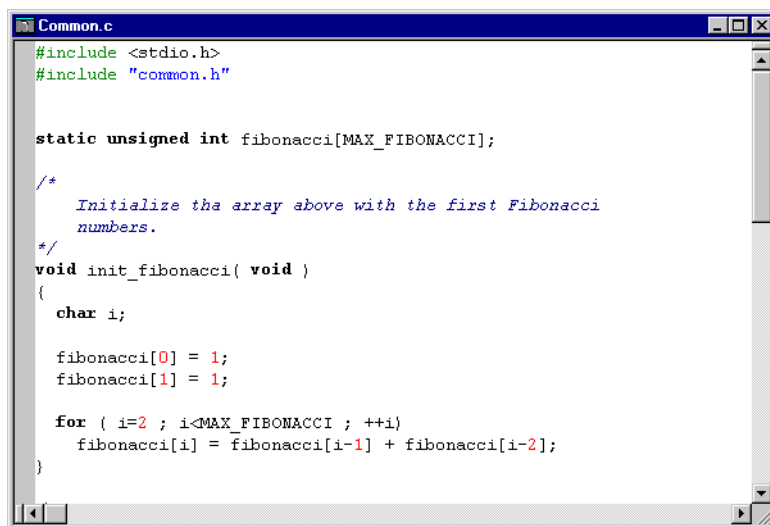 Common.c
#include <stdio.h>
#include "common.h"
static unsigned int fibonacci[MAX_FIBONACCI];
/*
Initialize tha array above with the first Fibonacci
numbers.
*/
void init_fibonacci( void )
{
char i;
fibonacci[0] = 1;
fibonacci[1] = 1;
for ( i=2 ; i<MAX_FIBONACCI ; ++i)
fibonacci[i] = fibonacci[i-1] + fibonacci[i-2];
}